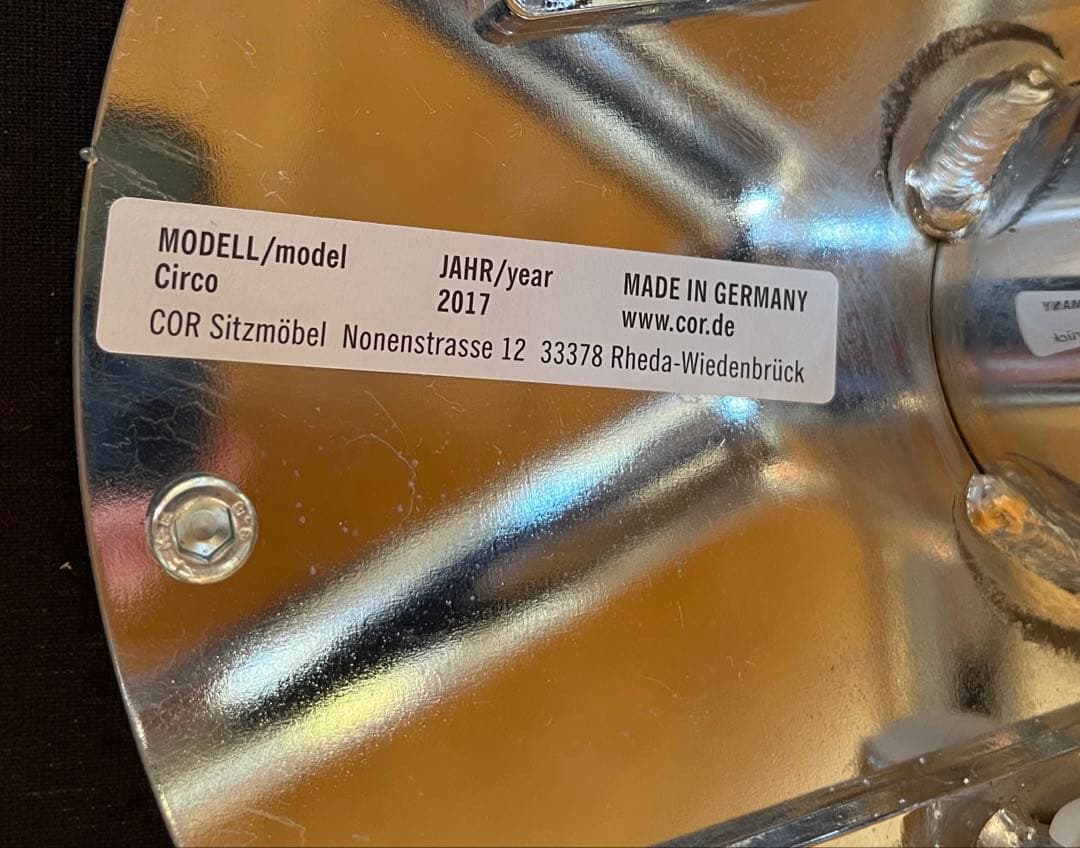 MODELL/model JAHR/year MADE IN GERMANY
Circo 2017 www.cor.de
COR Sitzmöbel Nonenstrasse 12 33378 Rheda-Wiedenbrück